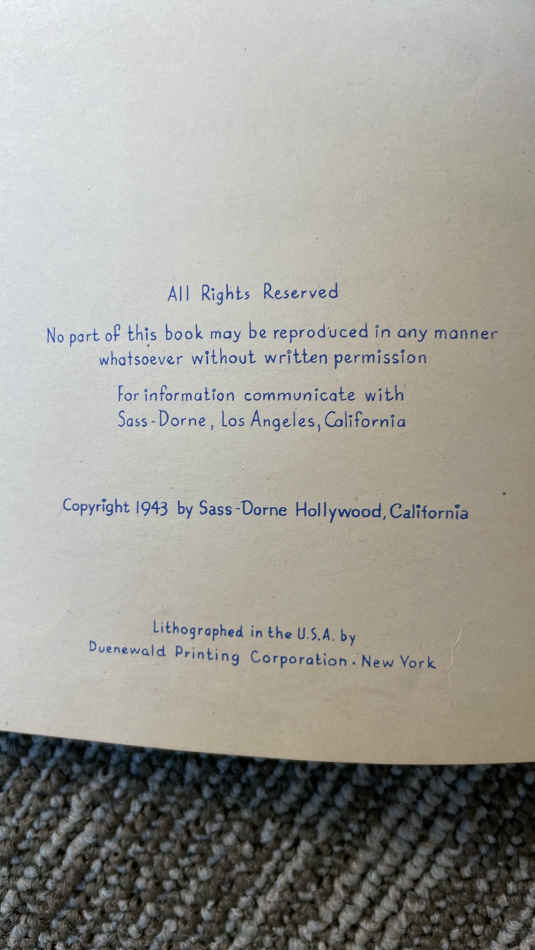 All Rights Reserved
No part of this book may be reproduced in any manner
whatsoever without written permission
For information communicate with
Sass-Dorne, Los Angeles, California
Copyright 1943 by Sass-Dorne Hollywood, California
Lithographed in the U.S.A. by
Duenewald Printing Corporation · New York